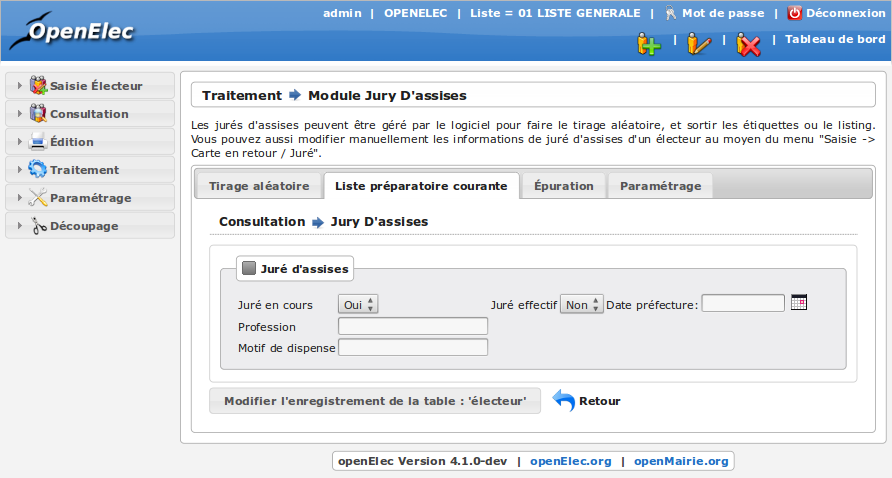 admin | OPENELEC | Liste = 01 LISTE GENERALE | Mot de passe | Déconnexion
OpenElec
| | | Tableau de bord
Saisie Électeur
Consultation
Édition
Traitement
Paramétrage
Découpage
Traitement Module Jury D'assises
Les jurés d'assises peuvent être géré par le logiciel pour faire le tirage aléatoire, et sortir les étiquettes ou le listing.
Vous pouvez aussi modifier manuellement les informations de juré d'assises d'un électeur au moyen du menu "Saisie ->
Carte en retour / Juré".
Tirage aléatoire Liste préparatoire courante Épuration Paramétrage
Consultation Jury D'assises
Juré d'assises
Juré en cours Oui Juré effectif Non Date préfecture:
Profession
Motif de dispense
Modifier l'enregistrement de la table : 'électeur' Retour
openElec Version 4.1.0-dev | openElec.org | openMairie.org